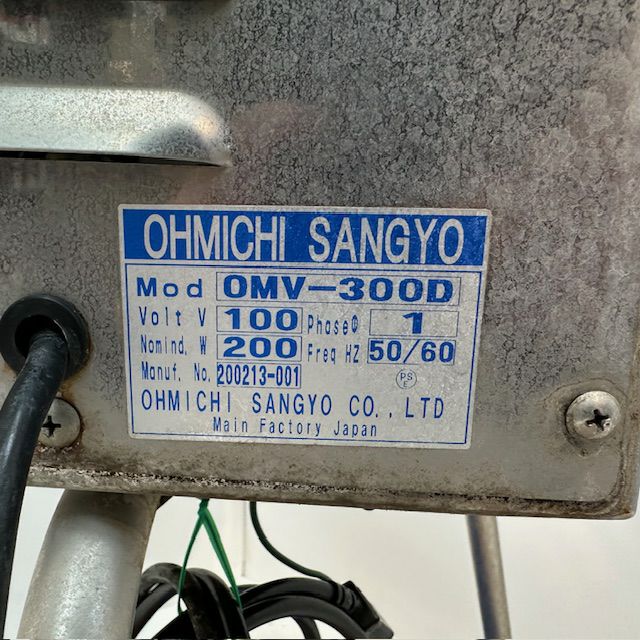 OHMICHI SANGYO
Mod OMV-300D
Volt V 100 Phaseφ 1
Nomind. W 200 Freq HZ 50/60
Manuf. No. 200213-001 PS E
OHMICHI SANGYO CO., LTD
Main Factory Japan